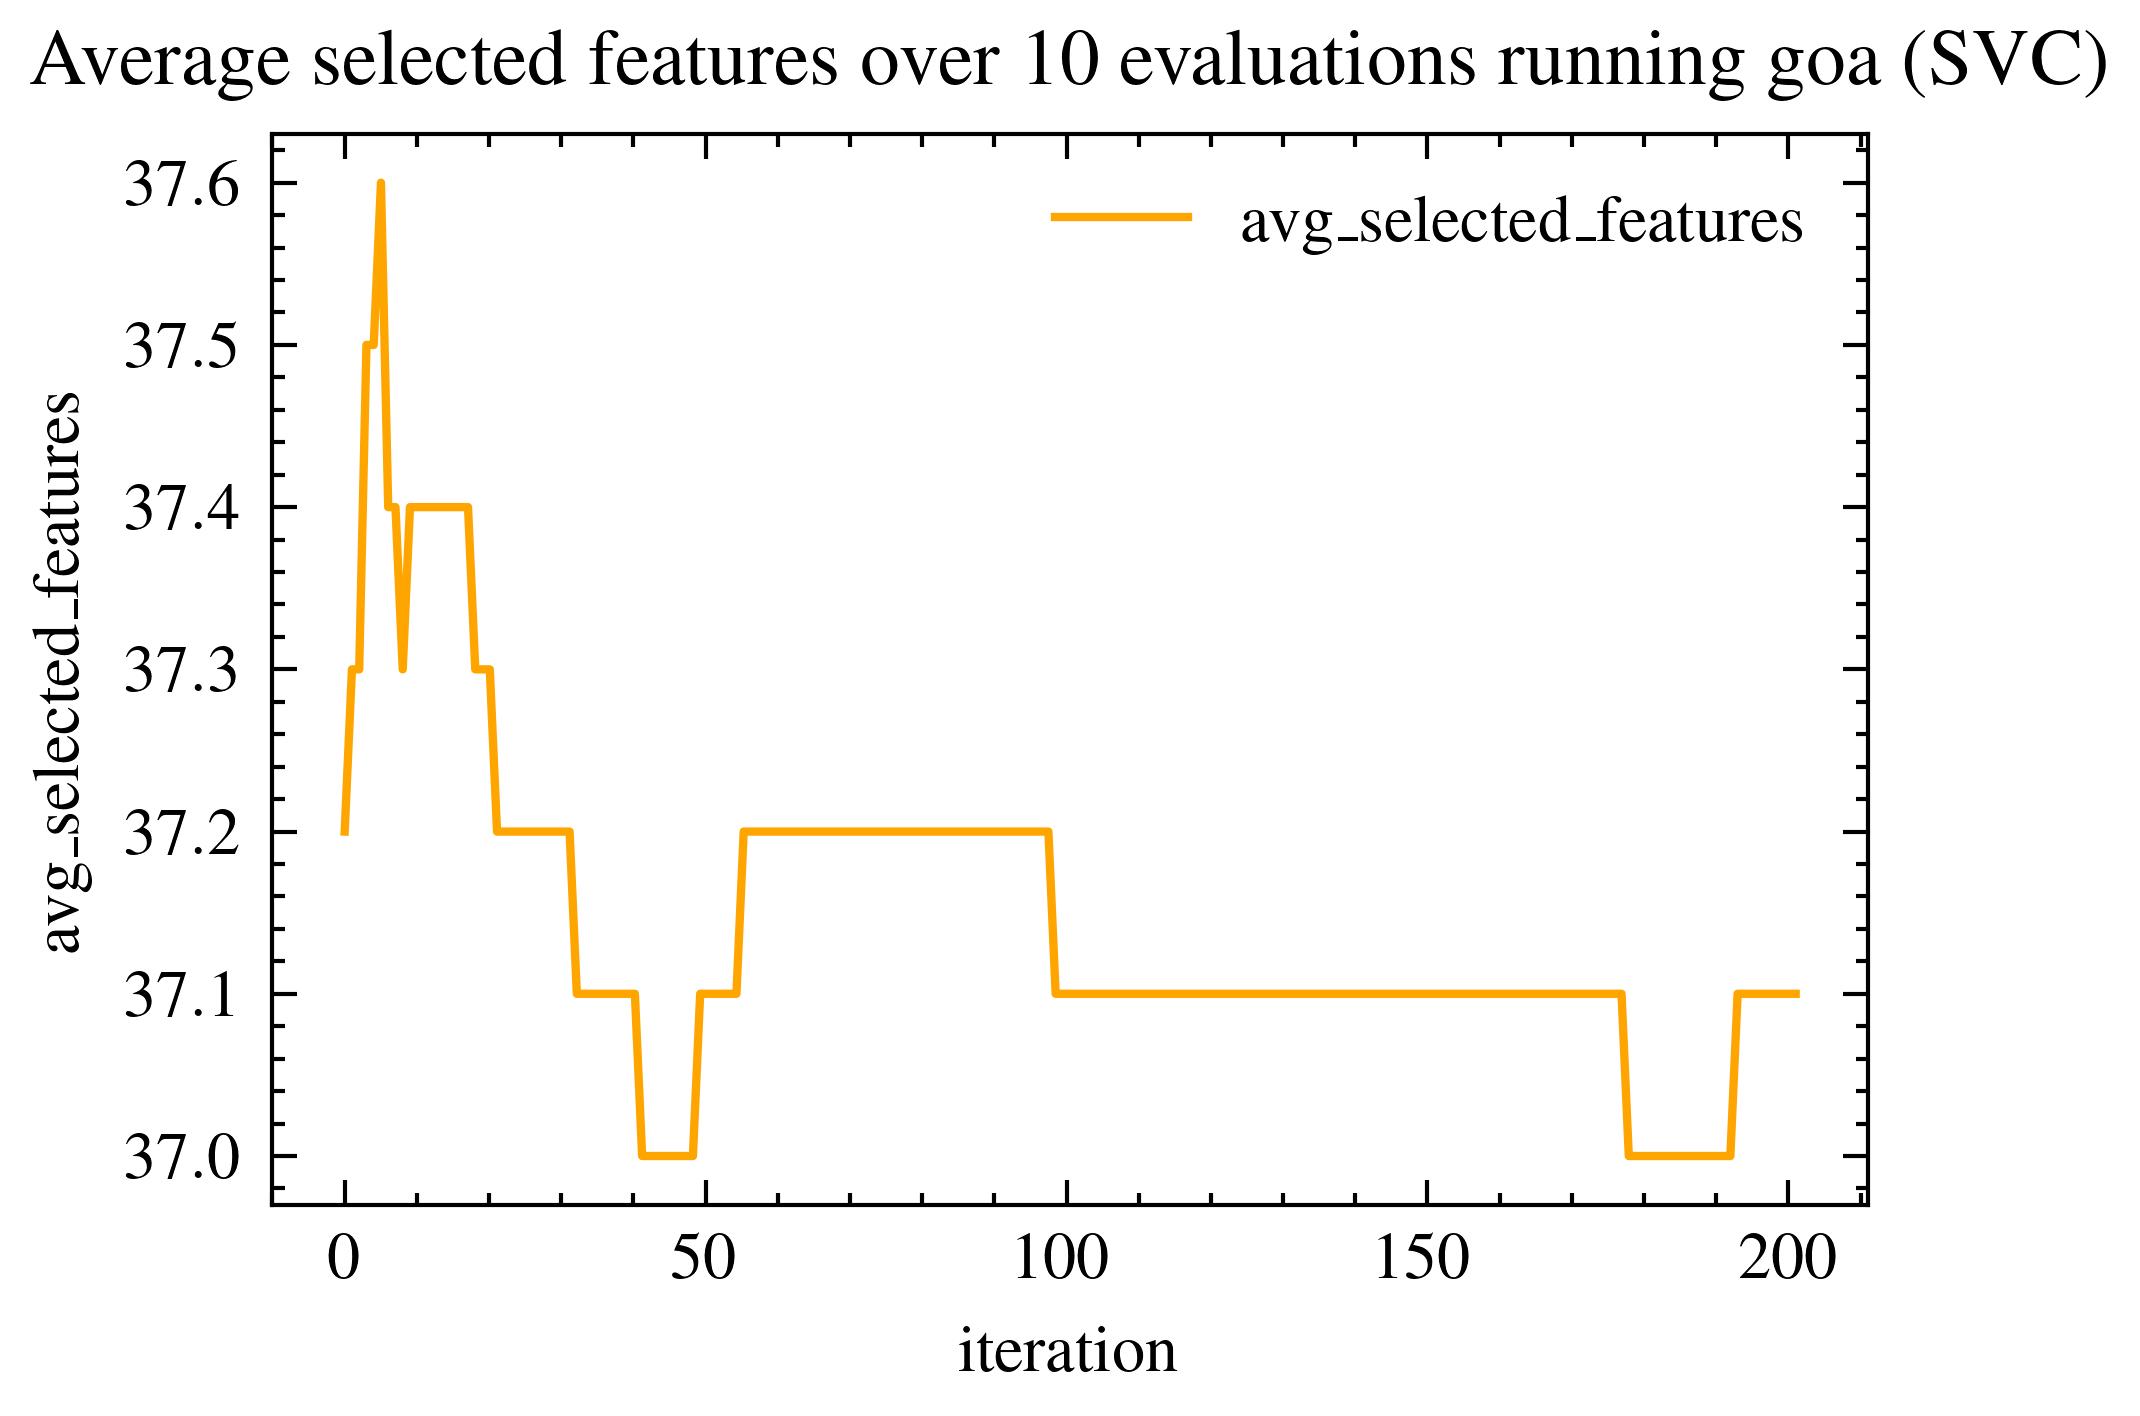 Average selected features over 10 evaluations running goa (SVC)
avg_selected_features
37.6
37.5
37.4
37.3
37.2
37.1
37.0
avg_selected_features
0 50 100 150 200
iteration